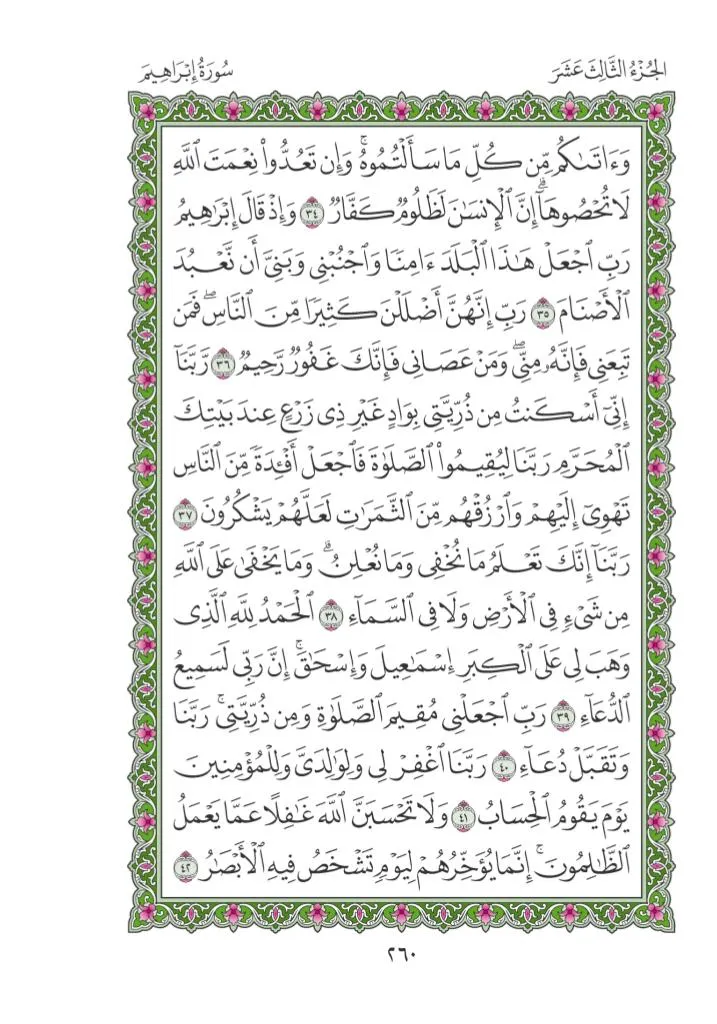 الجُزْءُ الثَّالِثَ عَشَرَ
سُورَةُ إِبْرَاهِيمَ
وَءَاتَىٰكُم مِّن كُلِّ مَا سَأَلْتُمُوهُۚ وَإِن تَعُدُّوا۟ نِعْمَتَ ٱللَّهِ
لَا تُحْصُوهَآۗ إِنَّ ٱلْإِنسَٰنَ لَظَلُومٌ كَفَّارٌ ٣٤ وَإِذْ قَالَ إِبْرَٰهِيمُ
رَبِّ ٱجْعَلْ هَٰذَا ٱلْبَلَدَ ءَامِنًا وَٱجْنُبْنِى وَبَنِىَّ أَن نَّعْبُدَ
ٱلْأَصْنَامَ ٣٥ رَبِّ إِنَّهُنَّ أَضْلَلْنَ كَثِيرًا مِّنَ ٱلنَّاسِۖ فَمَن
تَبِعَنِى فَإِنَّهُۥ مِنِّىۖ وَمَنْ عَصَانِى فَإِنَّكَ غَفُورٌ رَّحِيمٌ ٣٦ رَّبَّنَآ
إِنِّىٓ أَسْكَنتُ مِن ذُرِّيَّتِى بِوَادٍ غَيْرِ ذِى زَرْعٍ عِندَ بَيْتِكَ
ٱلْمُحَرَّمِ رَبَّنَا لِيُقِيمُوا۟ ٱلصَّلَوٰةَ فَٱجْعَلْ أَفْـِٔدَةً مِّنَ ٱلنَّاسِ
تَهْوِىٓ إِلَيْهِمْ وَٱرْزُقْهُم مِّنَ ٱلثَّمَرَٰتِ لَعَلَّهُمْ يَشْكُرُونَ ٣٧
رَبَّنَآ إِنَّكَ تَعْلَمُ مَا نُخْفِى وَمَا نُعْلِنُۗ وَمَا يَخْفَىٰ عَلَى ٱللَّهِ
مِن شَىْءٍ فِى ٱلْأَرْضِ وَلَا فِى ٱلسَّمَآءِ ٣٨ ٱلْحَمْدُ لِلَّهِ ٱلَّذِى
وَهَبَ لِى عَلَى ٱلْكِبَرِ إِسْمَٰعِيلَ وَإِسْحَٰقَۚ إِنَّ رَبِّى لَسَمِيعُ
ٱلدُّعَآءِ ٣٩ رَبِّ ٱجْعَلْنِى مُقِيمَ ٱلصَّلَوٰةِ وَمِن ذُرِّيَّتِىۚ رَبَّنَا
وَتَقَبَّلْ دُعَآءِ ٤٠ رَبَّنَا ٱغْفِرْ لِى وَلِوَٰلِدَىَّ وَلِلْمُؤْمِنِينَ
يَوْمَ يَقُومُ ٱلْحِسَابُ ٤١ وَلَا تَحْسَبَنَّ ٱللَّهَ غَٰفِلًا عَمَّا يَعْمَلُ
ٱلظَّٰلِمُونَۚ إِنَّمَا يُؤَخِّرُهُمْ لِيَوْمٍ تَشْخَصُ فِيهِ ٱلْأَبْصَٰرُ ٤٢
٢٦٠